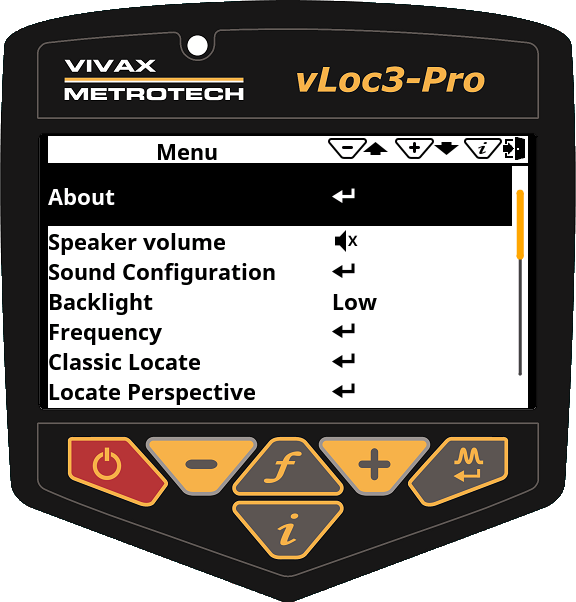 VIVAX
METROTECH
vLoc3-Pro
Menu - + i
About
Speaker volume x
Sound Configuration
Backlight Low
Frequency
Classic Locate
Locate Perspective
- f +
i